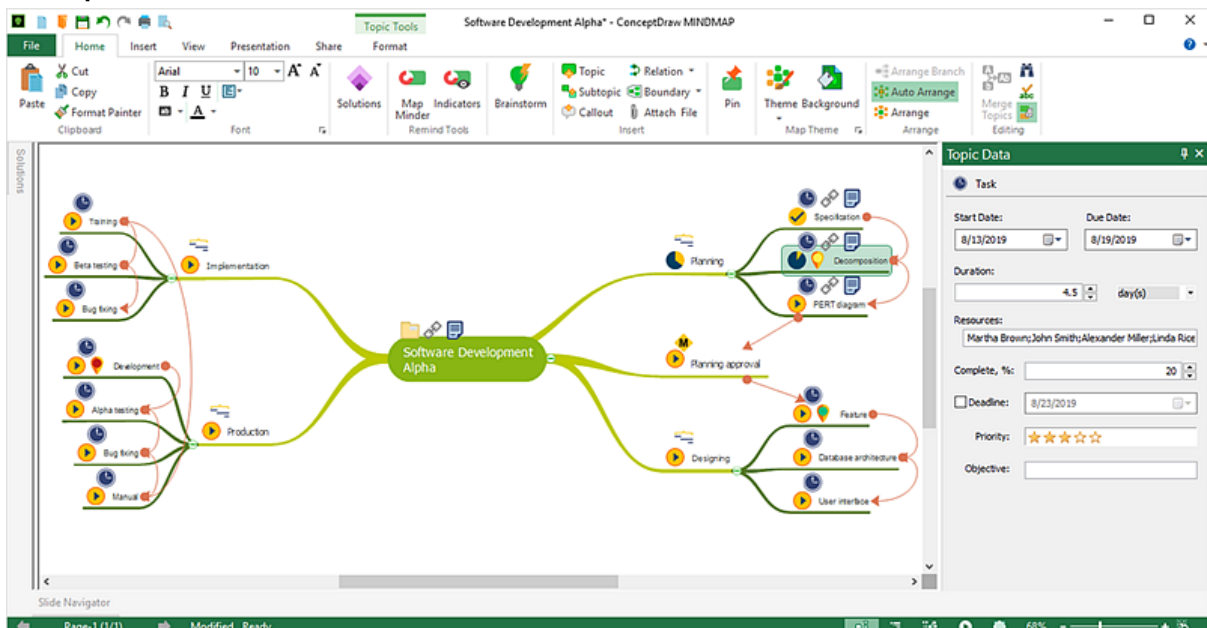 Topic Tools
Software Development Alpha* - ConceptDraw MINDMAP
File Home Insert View Presentation Share Format
Paste
Cut
Copy
Format Painter
Clipboard
Arial 10 A A
B I U
A
Font
Solutions
Map Minder
Indicators
Remind Tools
Brainstorm
Topic
Subtopic
Callout
Relation
Boundary
Attach File
Insert
Pin
Theme
Background
Map Theme
Arrange Branch
Auto Arrange
Arrange
Arrange
Merge Topics
abc
Editing
Solutions
Training
Beta testing
Bug fixing
Implementation
Development
Alpha testing
Bug fixing
Manual
Production
Software Development
Alpha
Specification
Decomposition
PERT diagram
Planning
M
Planning approval
Feature
Database architecture
User interface
Designing
Topic Data
Task
Start Date: Due Date:
8/13/2019 8/19/2019
Duration:
4.5 day(s)
Resources:
Martha Brown;John Smith;Alexander Miller;Linda Rice
Complete, %: 20
Deadline: 8/23/2019
Priority:
Objective:
Slide Navigator
Page-1 (1/1) Modified Ready 68%